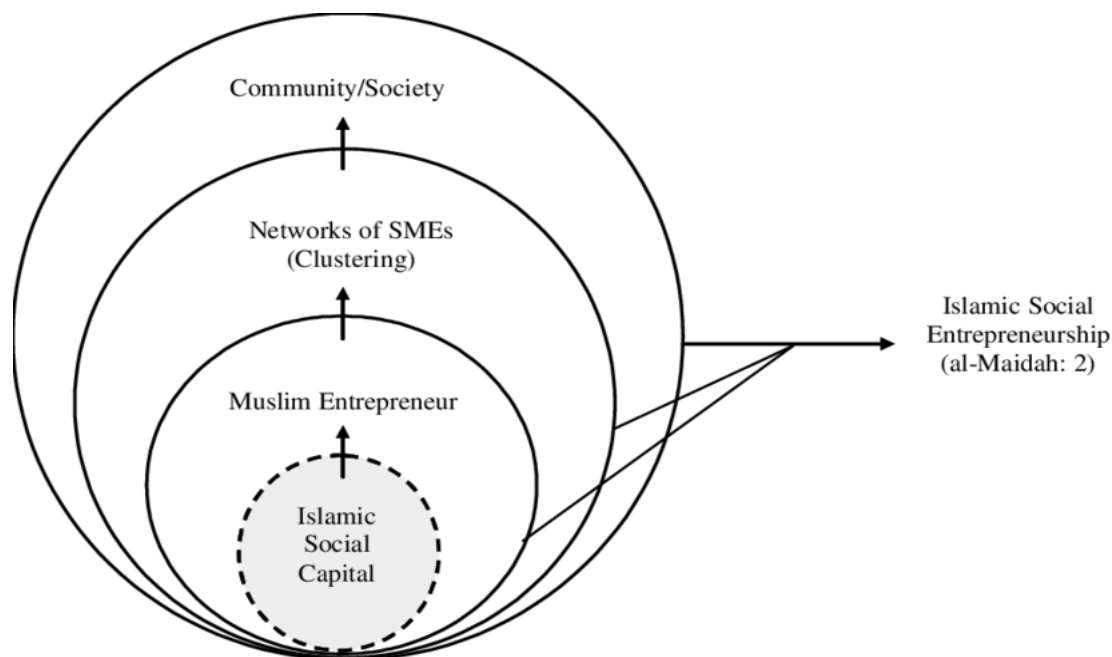 Community/Society
Networks of SMEs
(Clustering)
Muslim Entrepreneur
Islamic
Social
Capital
Islamic Social
Entrepreneurship
(al-Maidah: 2)